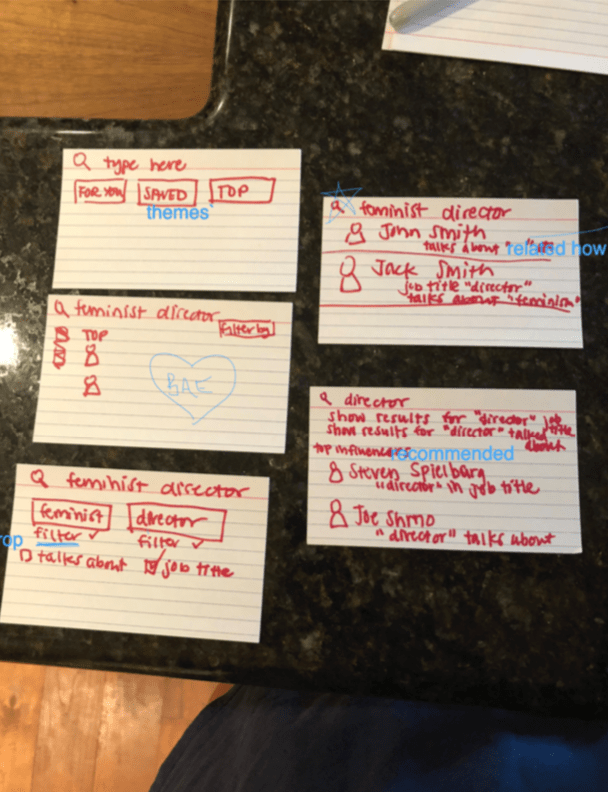 type here
FOR YOU SAVED TOP
themes
feminist director
filter by
TOP
BAE
feminist director
feminist director
filter ✓ filter ✓
rop
talks about job title
feminist director
John Smith
talks about
related how
Jack Smith
job title "director"
talks about "feminism"
director
show results for "director" job title
show results for "director" talked about
top influencers
recommended
Steven Spielbarg
"director" in job title
Joe Shmo
"director" talks about